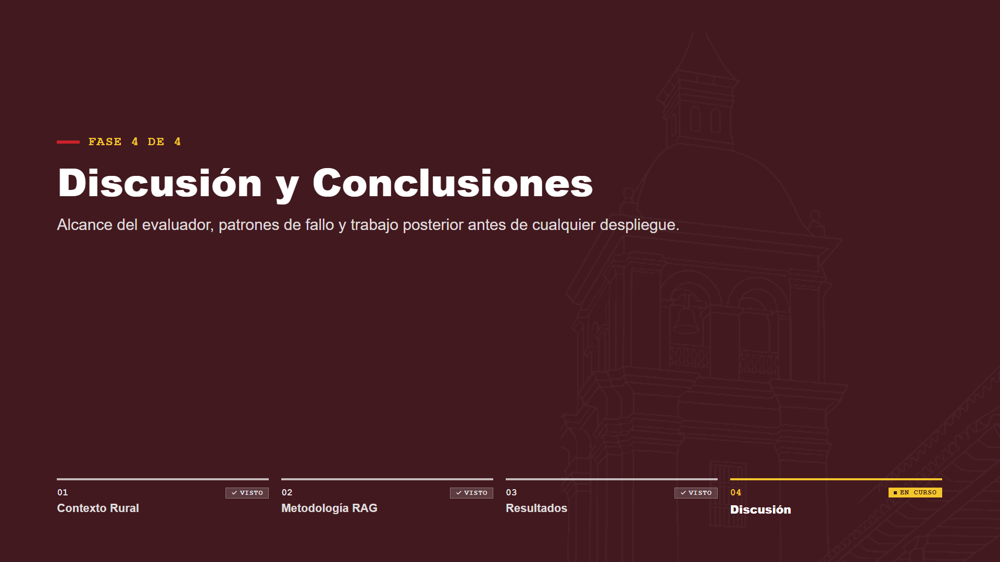 FASE 4 DE 4
Discusión y Conclusiones
Alcance del evaluador, patrones de fallo y trabajo posterior antes de cualquier despliegue.
01 ✓ VISTO
Contexto Rural
02 ✓ VISTO
Metodología RAG
03 ✓ VISTO
Resultados
04 ■ EN CURSO
Discusión